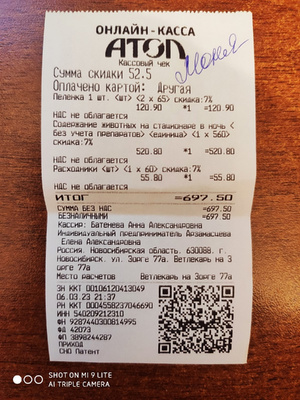 ОНЛАЙН-КАССА
АТОЛ
Кассовый чек
Сумма скидки 52.5
Оплачено картой: Другая
Пеленка 1 шт. <шт> <2 x 65> скидка:7%
120.90 *1 =120.90
НДС не облагается
Содержание животных на стационаре в ночь <
без учета препаратов> <единица> <1 x 560>
скидка:7%
520.80 *1 =520.80
НДС не облагается
Расходники <шт> <1 x 60> скидка:7%
55.80 *1 =55.80
НДС не облагается
ИТОГ =697.50
СУММА БЕЗ НДС =697.50
БЕЗНАЛИЧНЫМИ =697.50
Кассир: Батенева Анна Александровна
Индивидуальный предприниматель Арзамасцева
Елена Александровна
Россия. Новосибирская область. 630088. г.
Новосибирск. ул. Зорге 77а. Ветлекарь на З
орге 77а
Место расчетов Ветлекарь на Зорге 77а
ЗН ККТ 00106120413049
06.03.23 21:37
РН ККТ 0004558237046690
ИНН 540209212310
ФН 9287440300814995
ФД 42073
ФП 3898244287
ПРИХОД
СНО Патент
SHOT ON MI 9 LITE
AI TRIPLE CAMERA